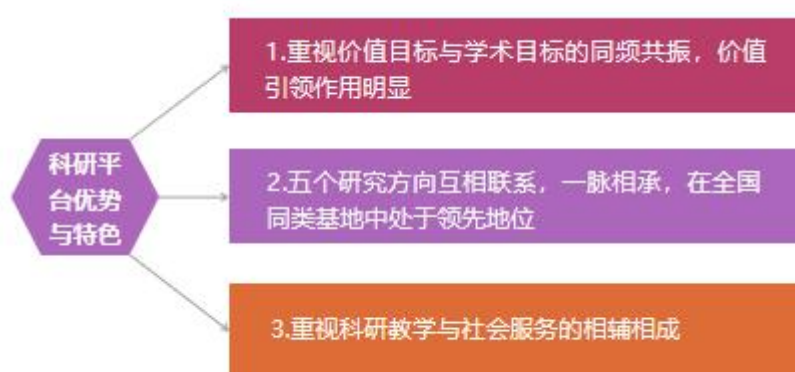 科研平
台优势
与特色
1.重视价值目标与学术目标的同频共振，价值
引领作用明显
2.五个研究方向互相联系，一脉相承，在全国
同类基地中处于领先地位
3.重视科研教学与社会服务的相辅相成